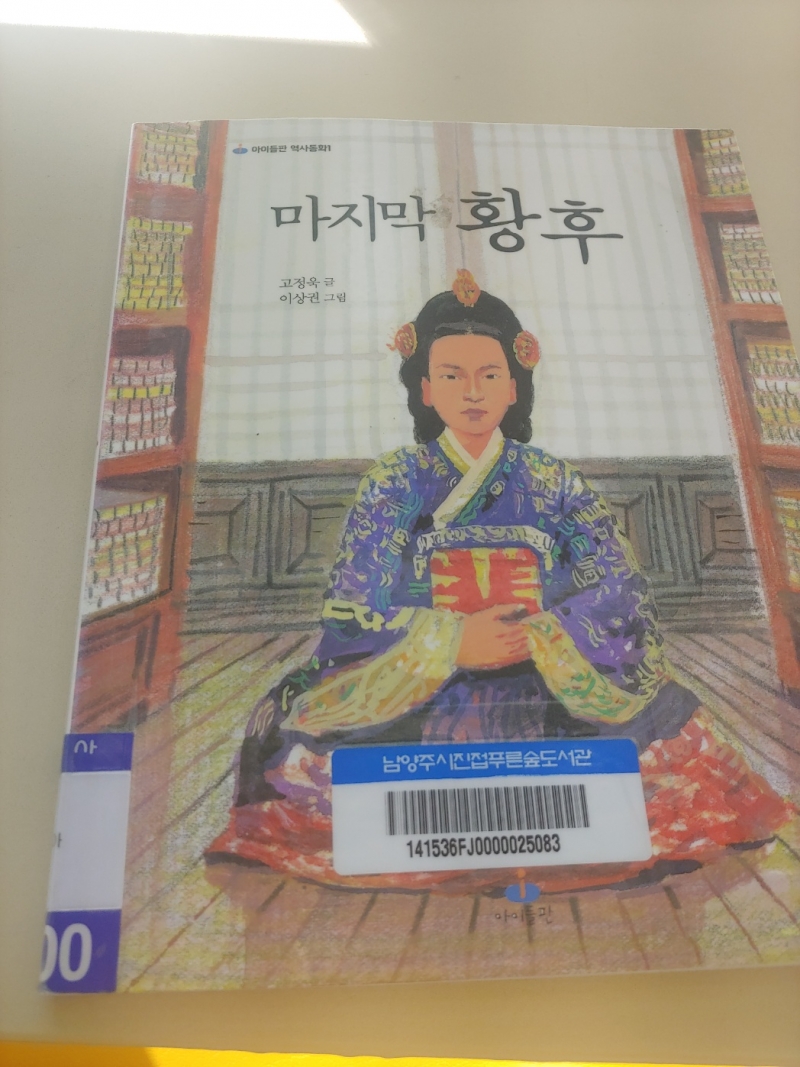 아이들판 역사동화1
마지막 황후
고정욱 글
이상권 그림
사
00
남양주시진접푸른숲도서관
141536FJ0000025083
아이들판